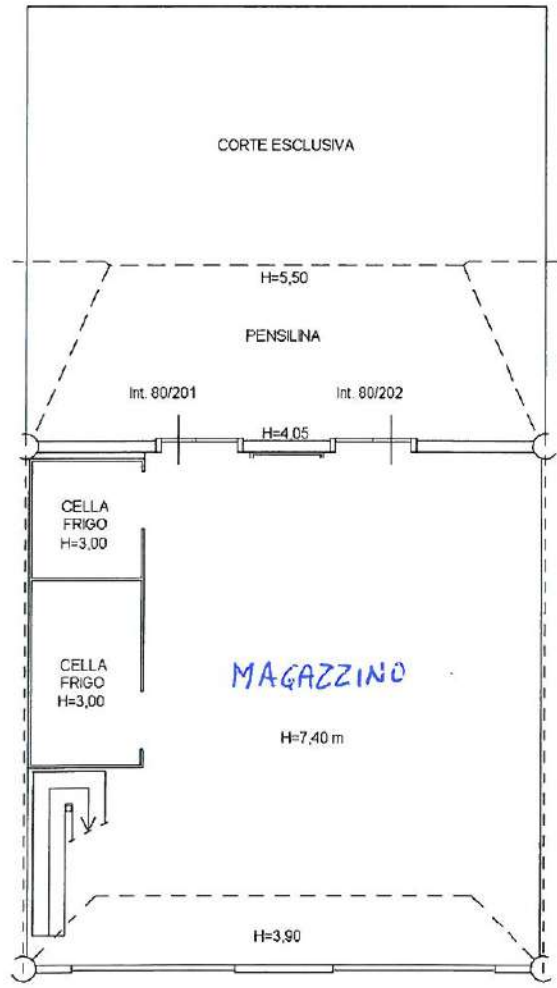 CORTE ESCLUSIVA
H=5,50
PENSILINA
Int. 80/201
Int. 80/202
H=4,05
CELLA
FRIGO
H=3,00
CELLA
FRIGO
H=3,00
MAGAZZINO
H=7,40 m
H=3,90